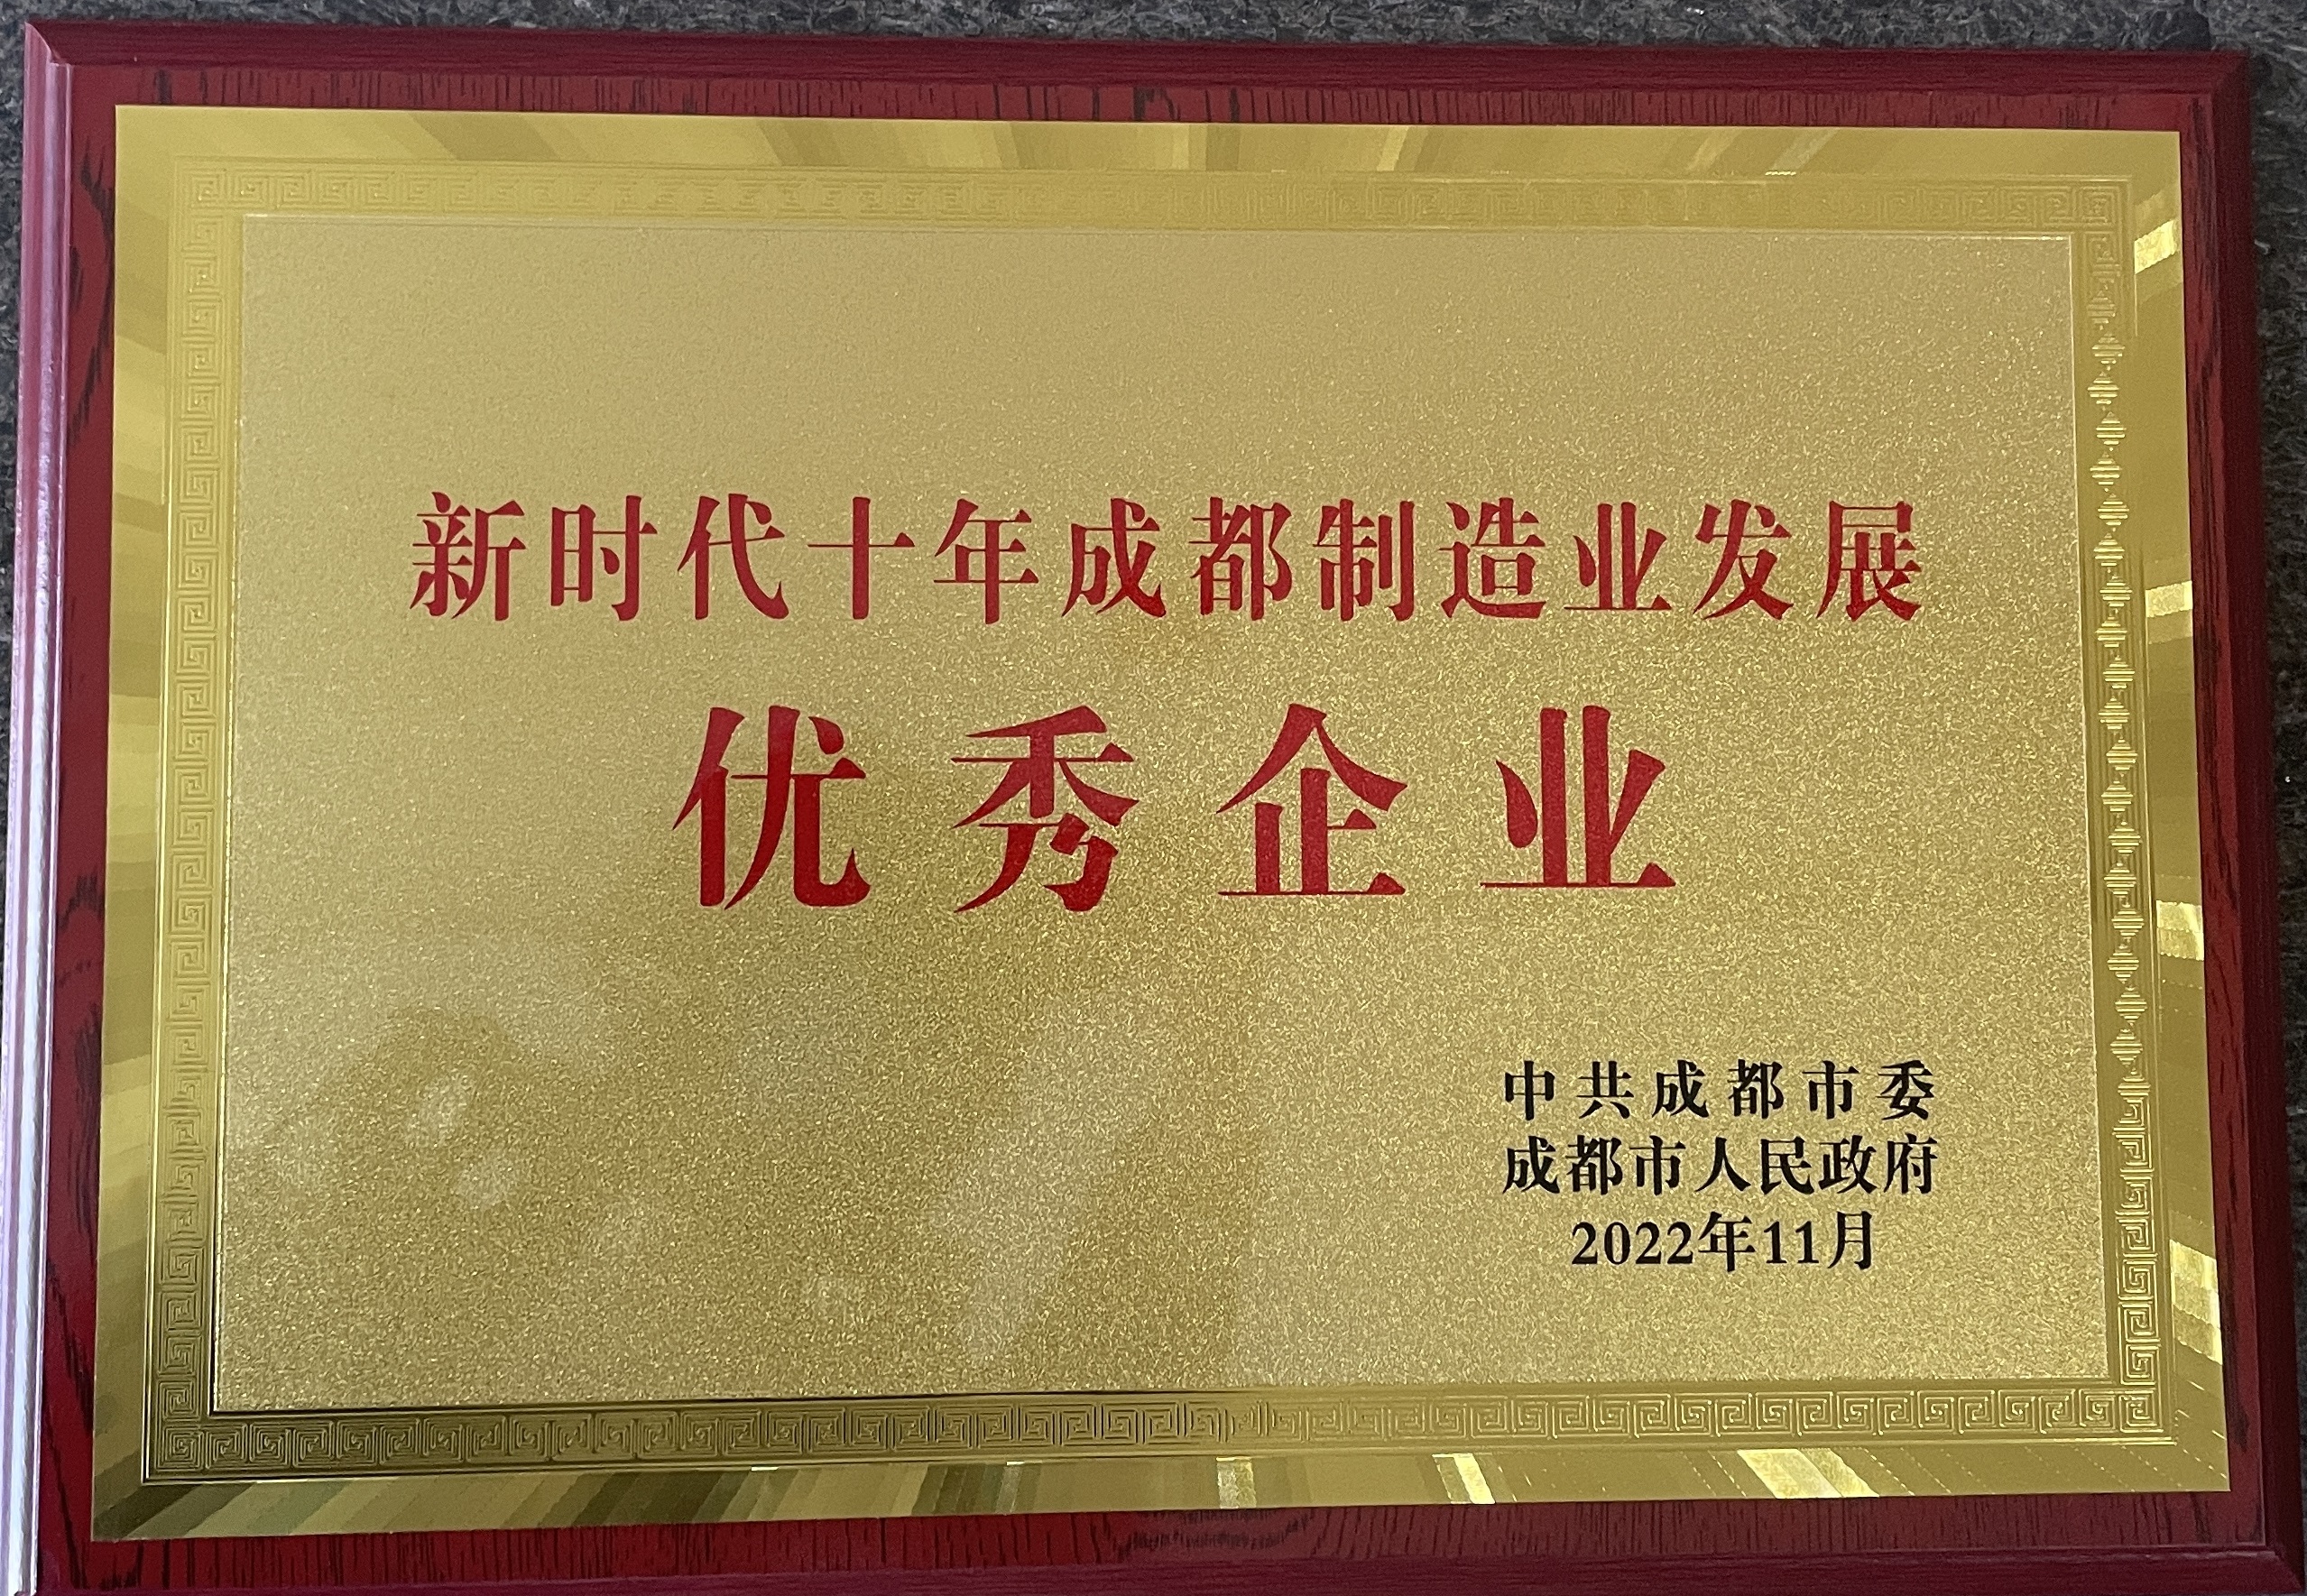 新时代十年成都制造业发展
优秀企业
中共成都市委
成都市人民政府
2022年11月